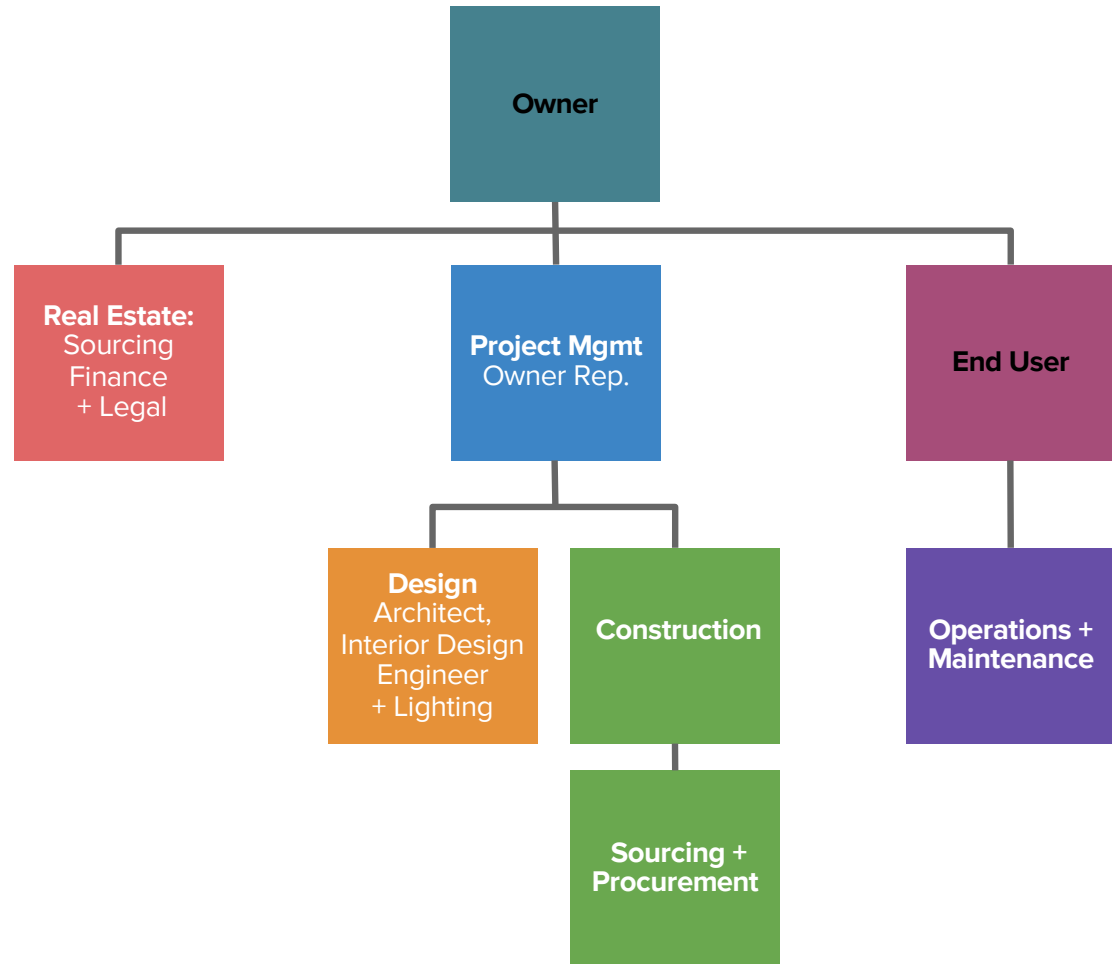 Owner
Real Estate:
Sourcing
Finance
+ Legal
Project Mgmt
Owner Rep.
End User
Design
Architect,
Interior Design
Engineer
+ Lighting
Construction
Operations +
Maintenance
Sourcing +
Procurement